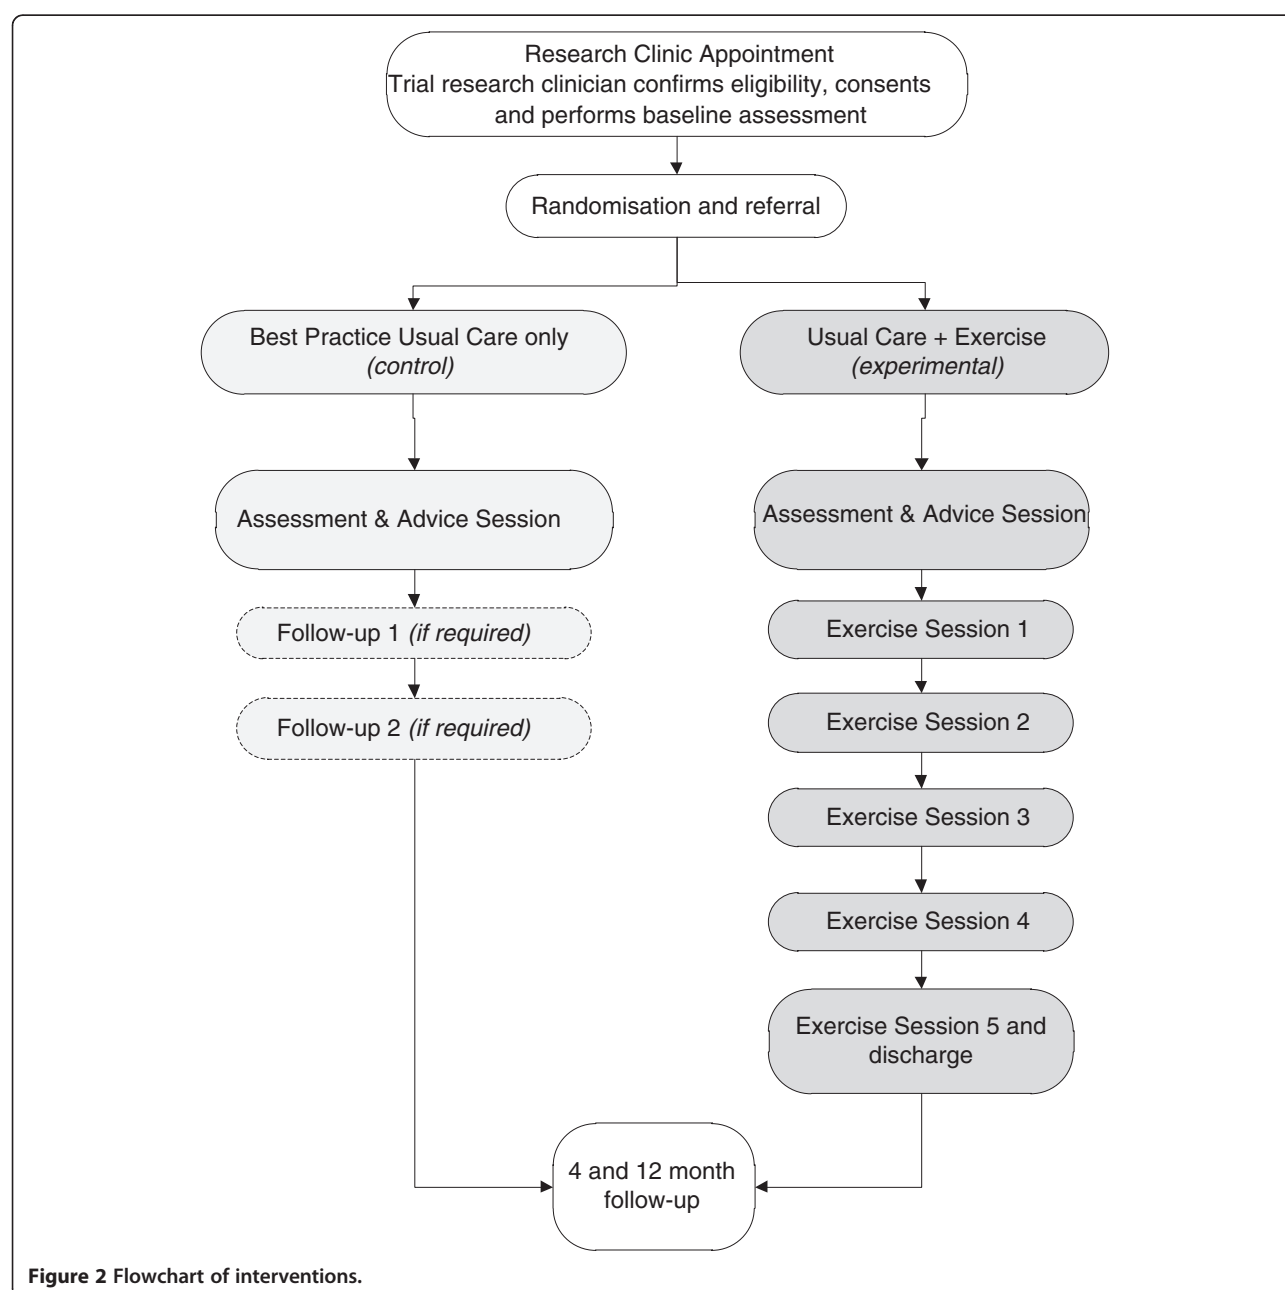 Research Clinic Appointment
Trial research clinician confirms eligibility, consents
and performs baseline assessment
Randomisation and referral
Best Practice Usual Care only
(control)
Usual Care + Exercise
(experimental)
Assessment & Advice Session
Assessment & Advice Session
Follow-up 1 (if required)
Exercise Session 1
Follow-up 2 (if required)
Exercise Session 2
Exercise Session 3
Exercise Session 4
Exercise Session 5 and
discharge
4 and 12 month
follow-up
Figure 2 Flowchart of interventions.